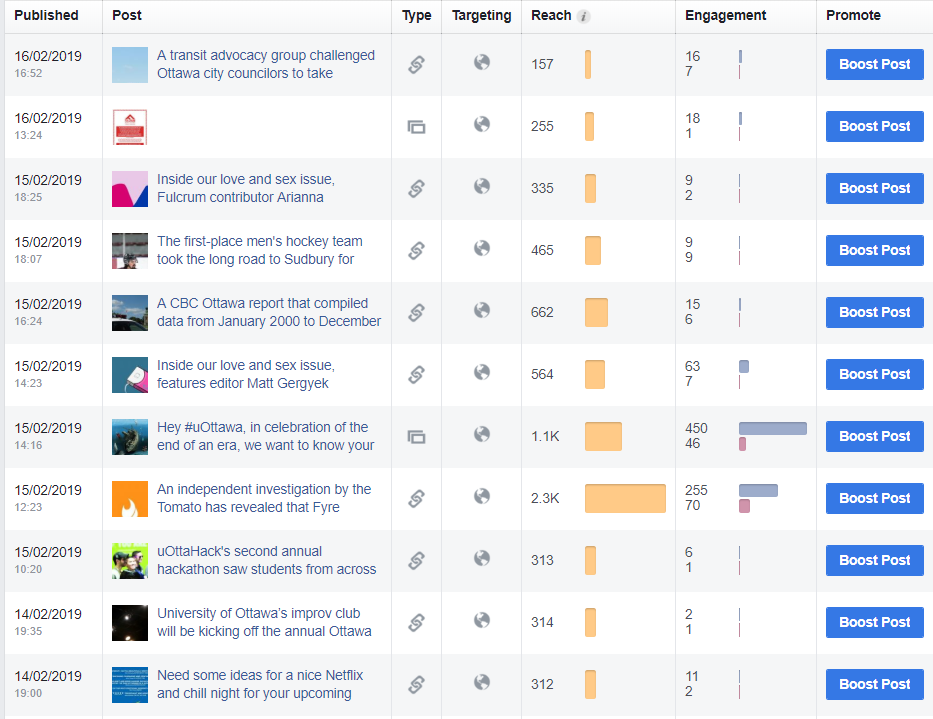 Published Post Type Targeting Reach i Engagement Promote
16/02/2019 A transit advocacy group challenged
16:52 Ottawa city councilors to take
157 16 Boost Post
7
16/02/2019
13:24
255 18 Boost Post
1
15/02/2019 Inside our love and sex issue,
18:25 Fulcrum contributor Arianna
335 9 Boost Post
2
15/02/2019 The first-place men's hockey team
18:07 took the long road to Sudbury for
465 9 Boost Post
9
15/02/2019 A CBC Ottawa report that compiled
16:24 data from January 2000 to December
662 15 Boost Post
6
15/02/2019 Inside our love and sex issue,
14:23 features editor Matt Gergyek
564 63 Boost Post
7
15/02/2019 Hey #uOttawa, in celebration of the
14:16 end of an era, we want to know your
1.1K 450 Boost Post
46
15/02/2019 An independent investigation by the
12:23 Tomato has revealed that Fyre
2.3K 255 Boost Post
70
15/02/2019 uOttaHack's second annual
10:20 hackathon saw students from across
313 6 Boost Post
1
14/02/2019 University of Ottawa's improv club
19:35 will be kicking off the annual Ottawa
314 2 Boost Post
1
14/02/2019 Need some ideas for a nice Netflix
19:00 and chill night for your upcoming
312 11 Boost Post
2